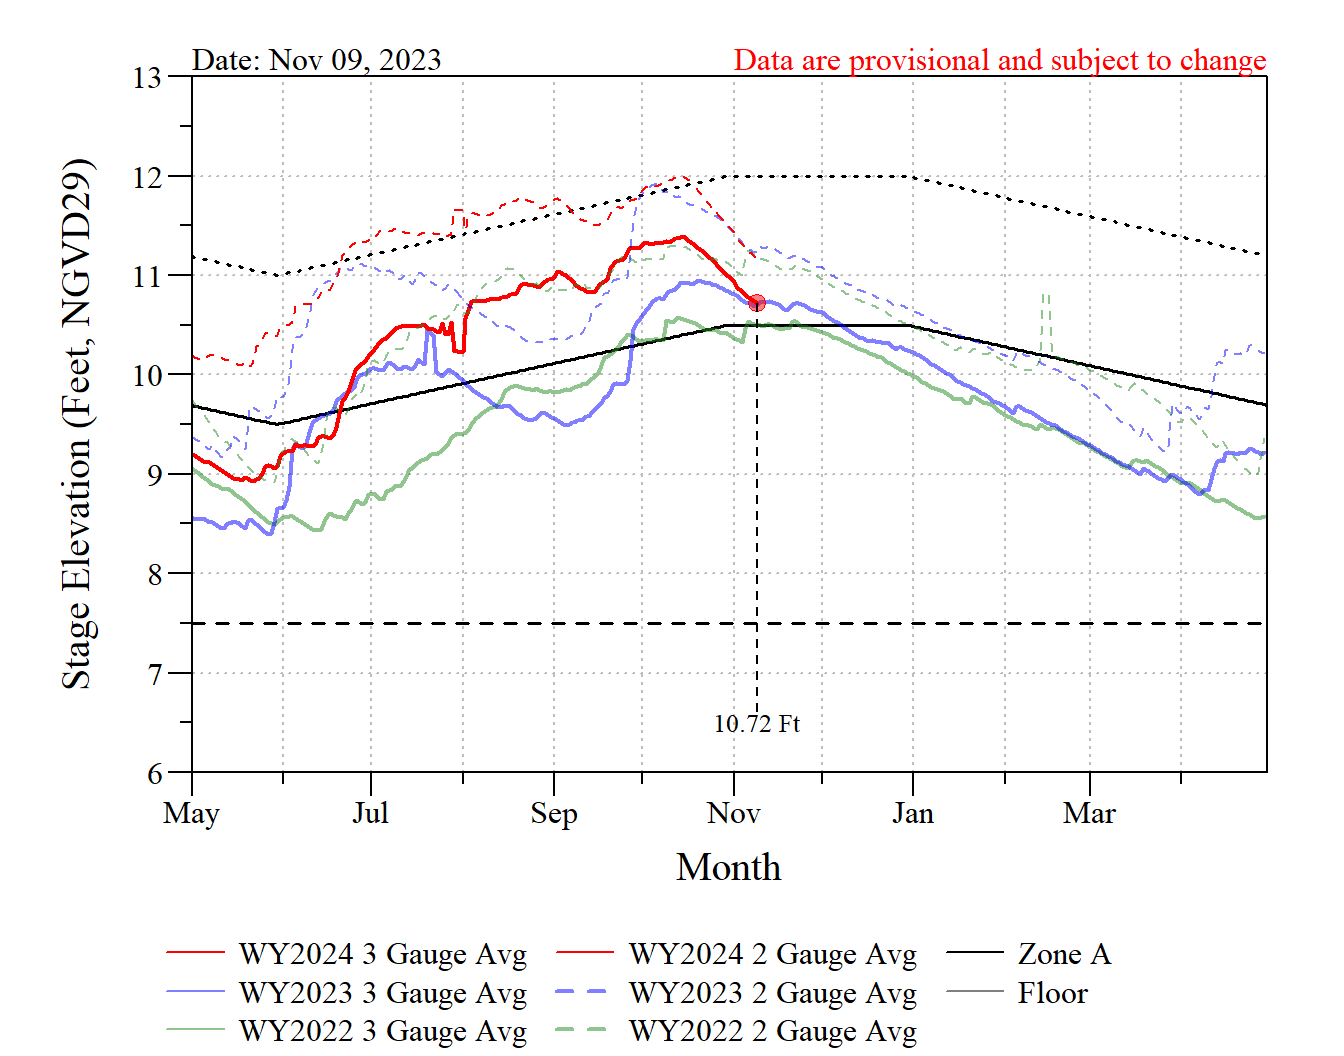 Date: Nov 09, 2023 Data are provisional and subject to change
13
12
11
10
9
8
7
6
Stage Elevation (Feet, NGVD29)
10.72 Ft
May Jul Sep Nov Jan Mar
Month
WY2024 3 Gauge Avg WY2024 2 Gauge Avg Zone A
WY2023 3 Gauge Avg WY2023 2 Gauge Avg Floor
WY2022 3 Gauge Avg WY2022 2 Gauge Avg